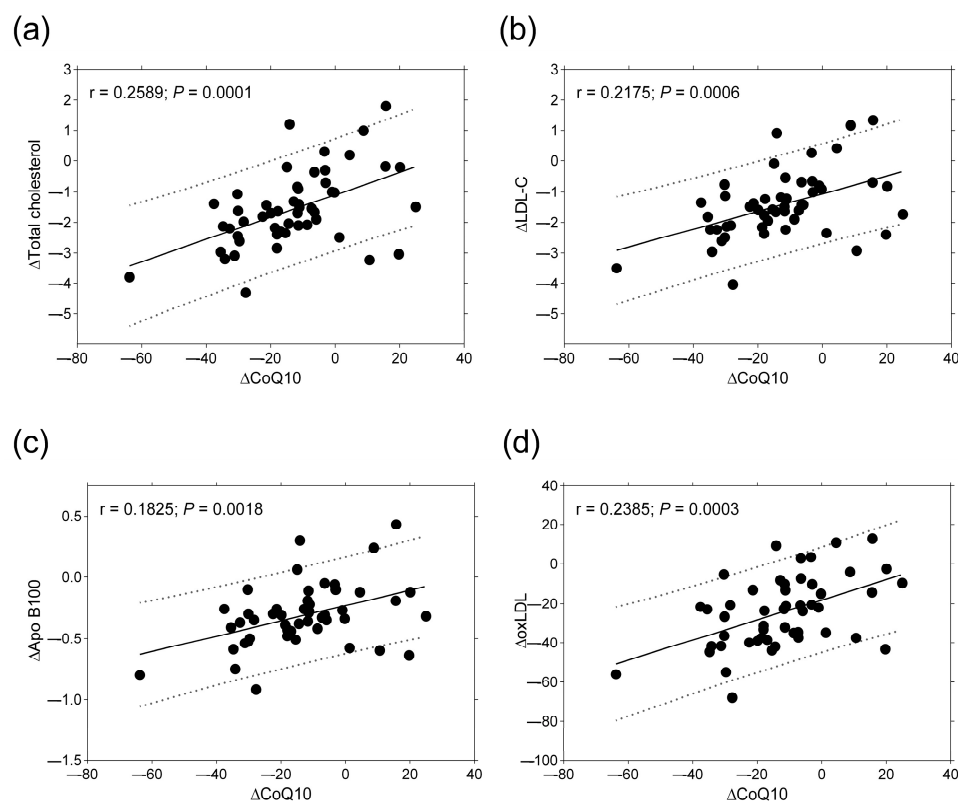 (a)
r = 0.2589; P = 0.0001
3
2
1
0
—1
—2
—3
—4
—5
ΔTotal cholesterol
—80 —60 —40 —20 0 20 40
ΔCoQ10
(b)
r = 0.2175; P = 0.0006
3
2
1
0
—1
—2
—3
—4
—5
ΔLDL-C
—80 —60 —40 —20 0 20 40
ΔCoQ10
(c)
r = 0.1825; P = 0.0018
0.5
0.0
—0.5
—1.0
—1.5
ΔApo B100
—80 —60 —40 —20 0 20 40
ΔCoQ10
(d)
r = 0.2385; P = 0.0003
40
20
0
—20
—40
—60
—80
—100
ΔoxLDL
—80 —60 —40 —20 0 20 40
ΔCoQ10